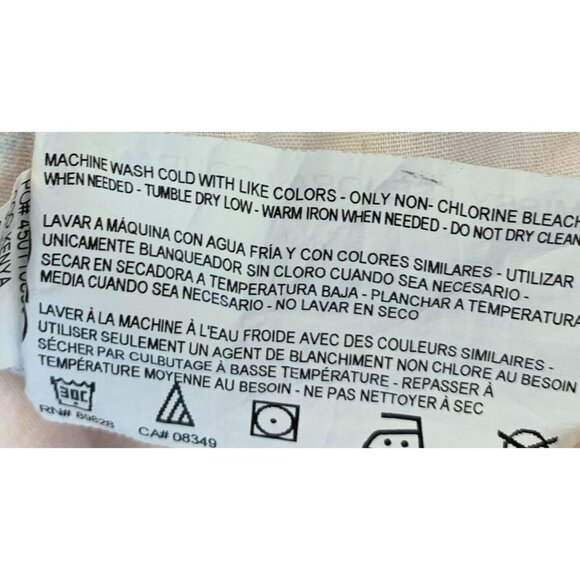 MACHINE WASH COLD WITH LIKE COLORS - ONLY NON- CHLORINE BLEACH
WHEN NEEDED - TUMBLE DRY LOW - WARM IRON WHEN NEEDED - DO NOT DRY CLEAN
LAVAR A MÁQUINA CON AGUA FRÍA Y CON COLORES SIMILARES - UTILIZAR
UNICAMENTE BLANQUEADOR SIN CLORO CUANDO SEA NECESARIO -
SECAR EN SECADORA A TEMPERATURA BAJA - PLANCHAR A TEMPERATURA
MEDIA CUANDO SEA NECESARIO - NO LAVAR EN SECO
LAVER À LA MACHINE À L'EAU FROIDE AVEC DES COULEURS SIMILAIRES -
UTILISER SEULEMENT UN AGENT DE BLANCHIMENT NON CHLORE AU BESOIN
SÉCHER PAR CULBUTAGE À BASSE TEMPÉRATURE - REPASSER À
TEMPÉRATURE MOYENNE AU BESOIN - NE PAS NETTOYER À SEC
30C
RN# 89828
CA# 08349
KENYA